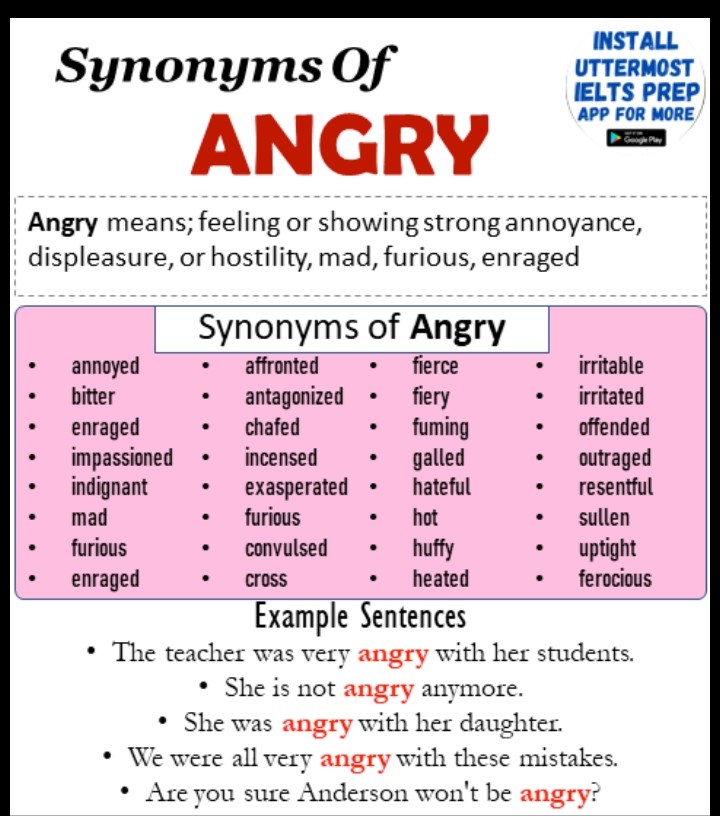 Synonyms Of
ANGRY
INSTALL
UTTERMOST
IELTS PREP
APP FOR MORE
GET IT ON
Google Play
Angry means; feeling or showing strong annoyance,
displeasure, or hostility, mad, furious, enraged
Synonyms of Angry
• annoyed • affronted • fierce • irritable
• bitter • antagonized • fiery • irritated
• enraged • chafed • fuming • offended
• impassioned • incensed • galled • outraged
• indignant • exasperated • hateful • resentful
• mad • furious • hot • sullen
• furious • convulsed • huffy • uptight
• enraged • cross • heated • ferocious
Example Sentences
• The teacher was very angry with her students.
• She is not angry anymore.
• She was angry with her daughter.
• We were all very angry with these mistakes.
• Are you sure Anderson won't be angry?